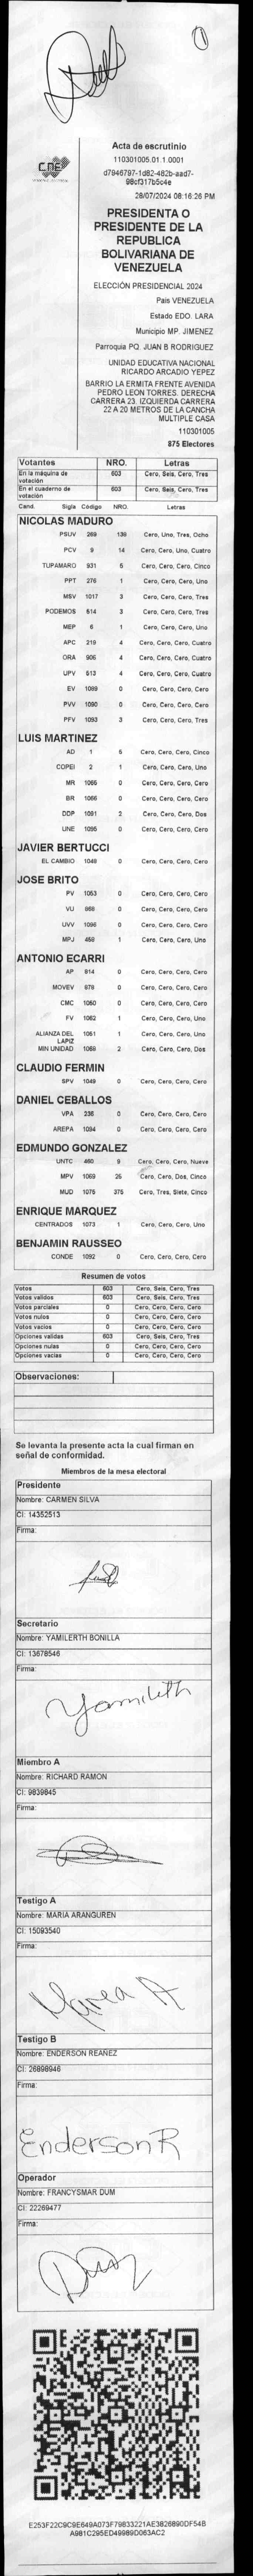 CNE
Acta de escrutinio
110301005.01.1.0001
d7946797-1d82-482b-aad7-
98cf317b5c4e
28/07/2024 08:16:26 PM
PRESIDENTA O
PRESIDENTE DE LA
REPUBLICA
BOLIVARIANA DE
VENEZUELA
ELECCIÓN PRESIDENCIAL 2024
Pais VENEZUELA
Estado EDO. LARA
Municipio MP. JIMENEZ
Parroquia PQ. JUAN B RODRIGUEZ
UNIDAD EDUCATIVA NACIONAL
RICARDO ARCADIO YEPEZ
BARRIO LA ERMITA FRENTE AVENIDA
PEDRO LEON TORRES. DERECHA
CARRERA 23. IZQUIERDA CARRERA
22 A 20 METROS DE LA CANCHA
MULTIPLE CASA
110301005
875 Electores
Votantes NRO. Letras
En la máquina de votación 603 Cero, Seis, Cero, Tres
En el cuaderno de votación 603 Cero, Seis, Cero, Tres
Cand. Sigla Código NRO. Letras
NICOLAS MADURO
PSUV 269 138 Cero, Uno, Tres, Ocho
PCV 9 14 Cero, Cero, Uno, Cuatro
TUPAMARO 931 5 Cero, Cero, Cero, Cinco
PPT 276 1 Cero, Cero, Cero, Uno
MSV 1017 3 Cero, Cero, Cero, Tres
PODEMOS 514 3 Cero, Cero, Cero, Tres
MEP 6 1 Cero, Cero, Cero, Uno
APC 219 4 Cero, Cero, Cero, Cuatro
ORA 906 4 Cero, Cero, Cero, Cuatro
UPV 513 4 Cero, Cero, Cero, Cuatro
EV 1089 0 Cero, Cero, Cero, Cero
PVV 1090 0 Cero, Cero, Cero, Cero
PFV 1093 3 Cero, Cero, Cero, Tres
LUIS MARTINEZ
AD 1 5 Cero, Cero, Cero, Cinco
COPEI 2 1 Cero, Cero, Cero, Uno
MR 1065 0 Cero, Cero, Cero, Cero
BR 1086 0 Cero, Cero, Cero, Cero
DDP 1091 2 Cero, Cero, Cero, Dos
UNE 1095 0 Cero, Cero, Cero, Cero
JAVIER BERTUCCI
EL CAMBIO 1048 0 Cero, Cero, Cero, Cero
JOSE BRITO
PV 1053 0 Cero, Cero, Cero, Cero
VU 868 0 Cero, Cero, Cero, Cero
UVV 1096 0 Cero, Cero, Cero, Cero
MPJ 458 1 Cero, Cero, Cero, Uno
ANTONIO ECARRI
AP 814 0 Cero, Cero, Cero, Cero
MOVEV 978 0 Cero, Cero, Cero, Cero
CMC 1050 0 Cero, Cero, Cero, Cero
FV 1062 1 Cero, Cero, Cero, Uno
ALIANZA DEL LAPIZ 1051 1 Cero, Cero, Cero, Uno
MIN UNIDAD 1068 2 Cero, Cero, Cero, Dos
CLAUDIO FERMIN
SPV 1049 0 Cero, Cero, Cero, Cero
DANIEL CEBALLOS
VPA 236 0 Cero, Cero, Cero, Cero
AREPA 1094 0 Cero, Cero, Cero, Cero
EDMUNDO GONZALEZ
UNTC 460 9 Cero, Cero, Cero, Nueve
MPV 1069 25 Cero, Cero, Dos, Cinco
MUD 1075 375 Cero, Tres, Siete, Cinco
ENRIQUE MARQUEZ
CENTRADOS 1073 1 Cero, Cero, Cero, Uno
BENJAMIN RAUSSEO
CONDE 1092 0 Cero, Cero, Cero, Cero
Resumen de votos
Votos 603 Cero, Seis, Cero, Tres
Votos validos 603 Cero, Seis, Cero, Tres
Votos parciales 0 Cero, Cero, Cero, Cero
Votos nulos 0 Cero, Cero, Cero, Cero
Votos vacios 0 Cero, Cero, Cero, Cero
Opciones validas 603 Cero, Seis, Cero, Tres
Opciones nulas 0 Cero, Cero, Cero, Cero
Opciones vacias 0 Cero, Cero, Cero, Cero
Observaciones:
Se levanta la presente acta la cual firman en
señal de conformidad.
Miembros de la mesa electoral
Presidente
Nombre: CARMEN SILVA
CI: 14352513
Firma:
Secretario
Nombre: YAMILERTH BONILLA
CI: 13678546
Firma:
Yamileth
Miembro A
Nombre: RICHARD RAMON
CI: 9839845
Firma:
Testigo A
Nombre: MARIA ARANGUREN
CI: 15093540
Firma:
Maria A
Testigo B
Nombre: ENDERSON REANEZ
CI: 26898946
Firma:
Enderson R
Operador
Nombre: FRANCYSMAR DUM
CI: 22269477
Firma:
Dum
E253F22C9C9E649A073F79833221AE3826890DF54B
A981C295ED49989D063AC2